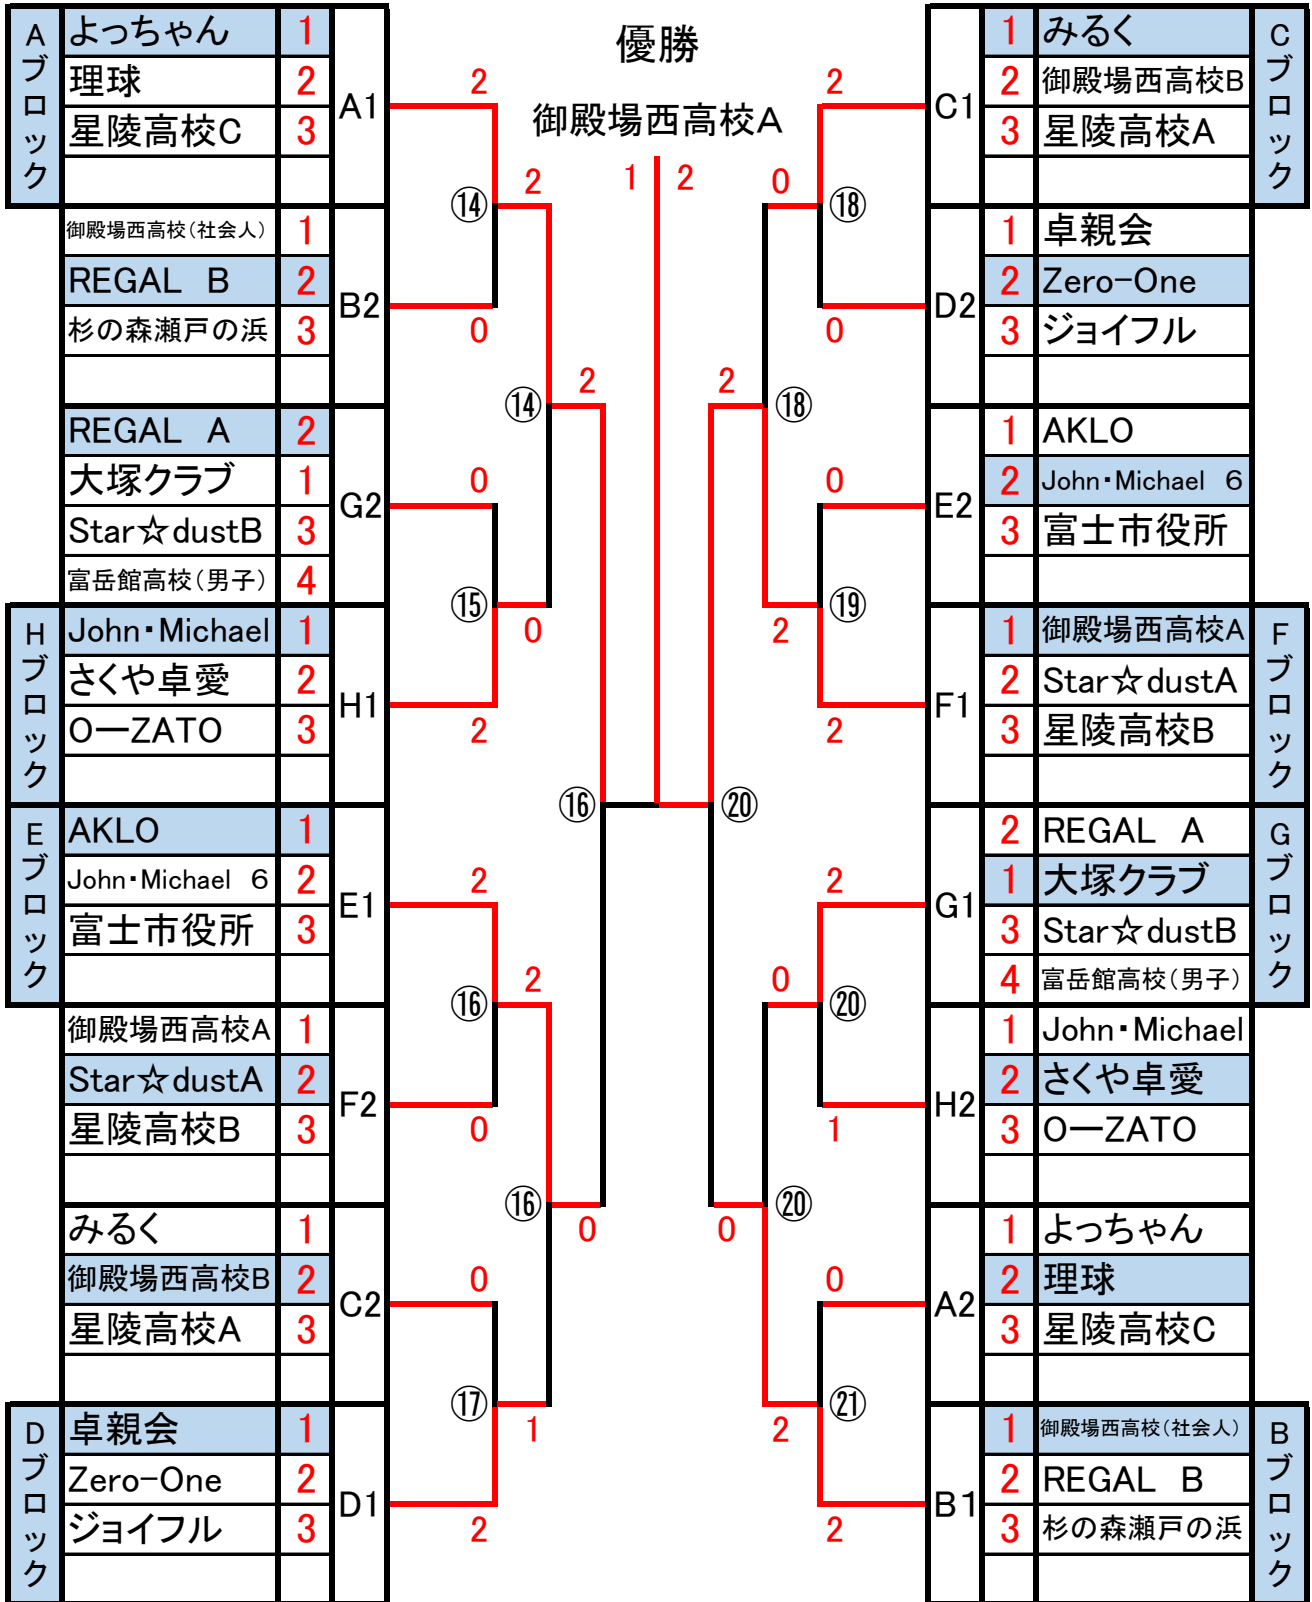 優勝
御殿場西高校A
1 2
Aブロック
よっちゃん 1
理球 2
星陵高校C 3
A1
2
御殿場西高校(社会人) 1
REGAL B 2
杉の森瀬戸の浜 3
B2
0
⑭
2
REGAL A 2
大塚クラブ 1
Star☆dustB 3
富岳館高校(男子) 4
G2
0
Hブロック
John・Michael 1
さくや卓愛 2
O―ZATO 3
H1
2
⑮
0
⑭
2
Eブロック
AKLO 1
John・Michael 6 2
富士市役所 3
E1
2
御殿場西高校A 1
Star☆dustA 2
星陵高校B 3
F2
0
⑯
2
みるく 1
御殿場西高校B 2
星陵高校A 3
C2
0
Dブロック
卓親会 1
Zero-One 2
ジョイフル 3
D1
2
⑰
1
⑯
0
⑯
Cブロック
1 みるく
2 御殿場西高校B
3 星陵高校A
C1
2
1 卓親会
2 Zero-One
3 ジョイフル
D2
0
⑱
0
1 AKLO
2 John・Michael 6
3 富士市役所
E2
0
Fブロック
1 御殿場西高校A
2 Star☆dustA
3 星陵高校B
F1
2
⑲
2
⑱
2
Gブロック
2 REGAL A
1 大塚クラブ
3 Star☆dustB
4 富岳館高校(男子)
G1
2
1 John・Michael
2 さくや卓愛
3 O―ZATO
H2
1
⑳
0
1 よっちゃん
2 理球
3 星陵高校C
A2
0
Bブロック
1 御殿場西高校(社会人)
2 REGAL B
3 杉の森瀬戸の浜
B1
2
㉑
2
⑳
0
⑳